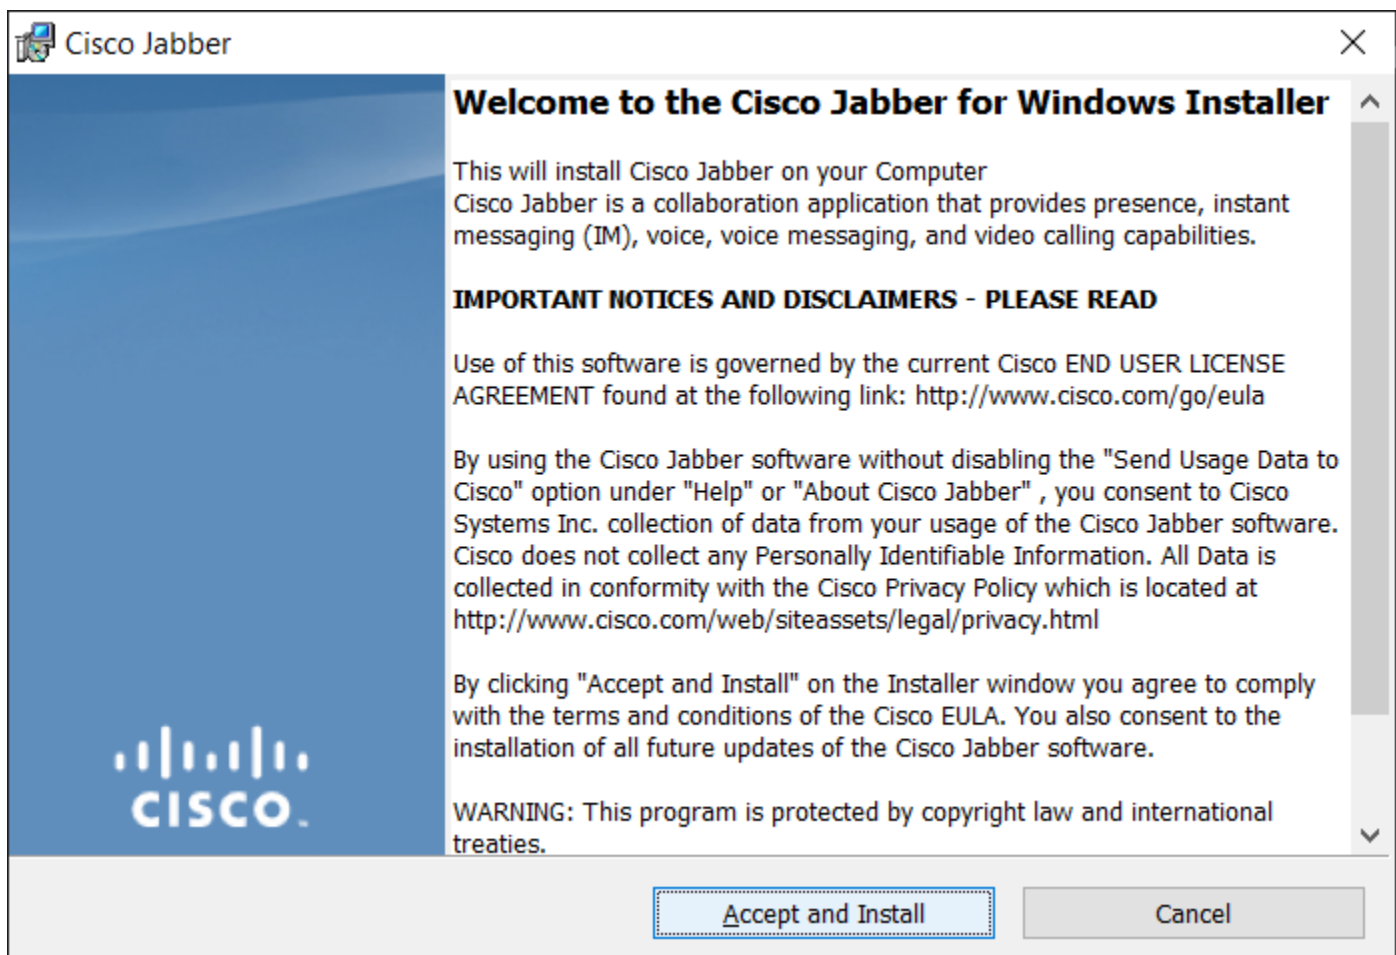 Cisco Jabber
Welcome to the Cisco Jabber for Windows Installer
This will install Cisco Jabber on your Computer
Cisco Jabber is a collaboration application that provides presence, instant
messaging (IM), voice, voice messaging, and video calling capabilities.
IMPORTANT NOTICES AND DISCLAIMERS - PLEASE READ
Use of this software is governed by the current Cisco END USER LICENSE
AGREEMENT found at the following link: http://www.cisco.com/go/eula
By using the Cisco Jabber software without disabling the "Send Usage Data to
Cisco" option under "Help" or "About Cisco Jabber" , you consent to Cisco
Systems Inc. collection of data from your usage of the Cisco Jabber software.
Cisco does not collect any Personally Identifiable Information. All Data is
collected in conformity with the Cisco Privacy Policy which is located at
http://www.cisco.com/web/siteassets/legal/privacy.html
By clicking "Accept and Install" on the Installer window you agree to comply
with the terms and conditions of the Cisco EULA. You also consent to the
installation of all future updates of the Cisco Jabber software.
WARNING: This program is protected by copyright law and international
treaties.
CISCO
Accept and Install
Cancel